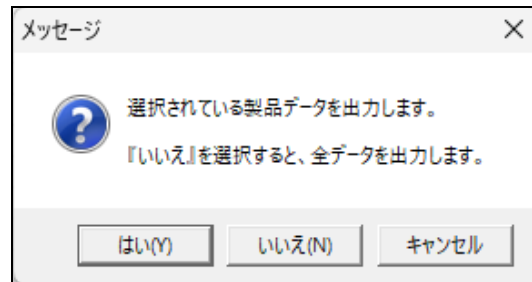 メッセージ
選択されている製品データを出力します。
『いいえ』を選択すると、全データを出力します。
はい(Y)
いいえ(N)
キャンセル